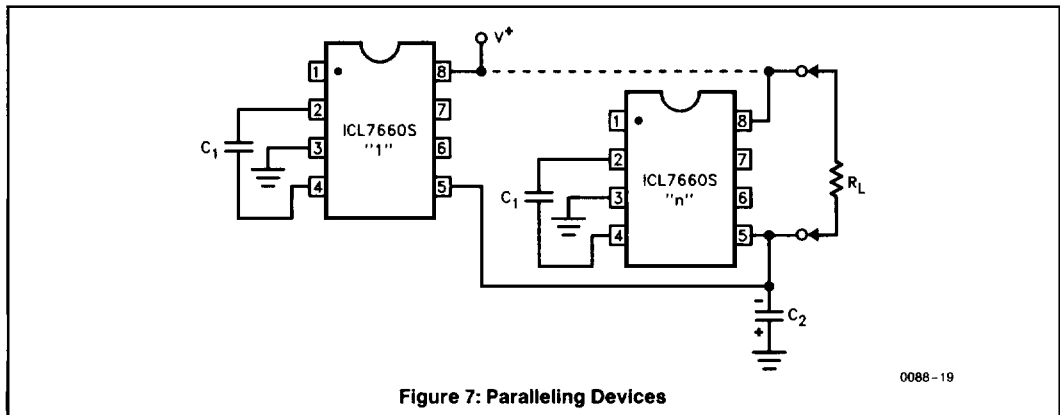 V+
1
2
3
4
8
7
6
5
ICL7660S
"1"
C1
1
2
3
4
8
7
6
5
ICL7660S
"n"
C1
RL
-
C2
+
0088-19
Figure 7: Paralleling Devices